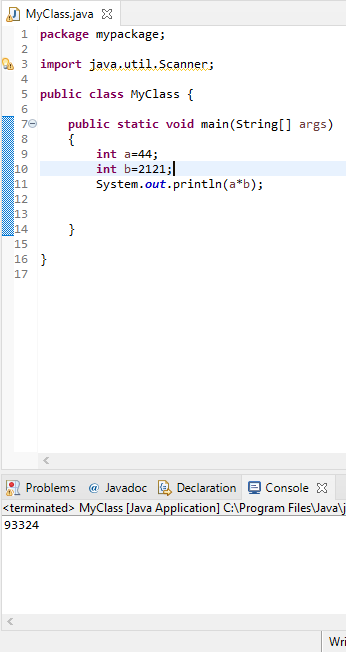 MyClass.java
1 package mypackage;
2
3 import java.util.Scanner;
4
5 public class MyClass {
6
7 public static void main(String[] args)
8 {
9 int a=44;
10 int b=2121;
11 System.out.println(a*b);
12
13
14 }
15
16 }
17
Problems @ Javadoc Declaration Console
<terminated> MyClass [Java Application] C:\Program Files\Java\j
93324
Wri